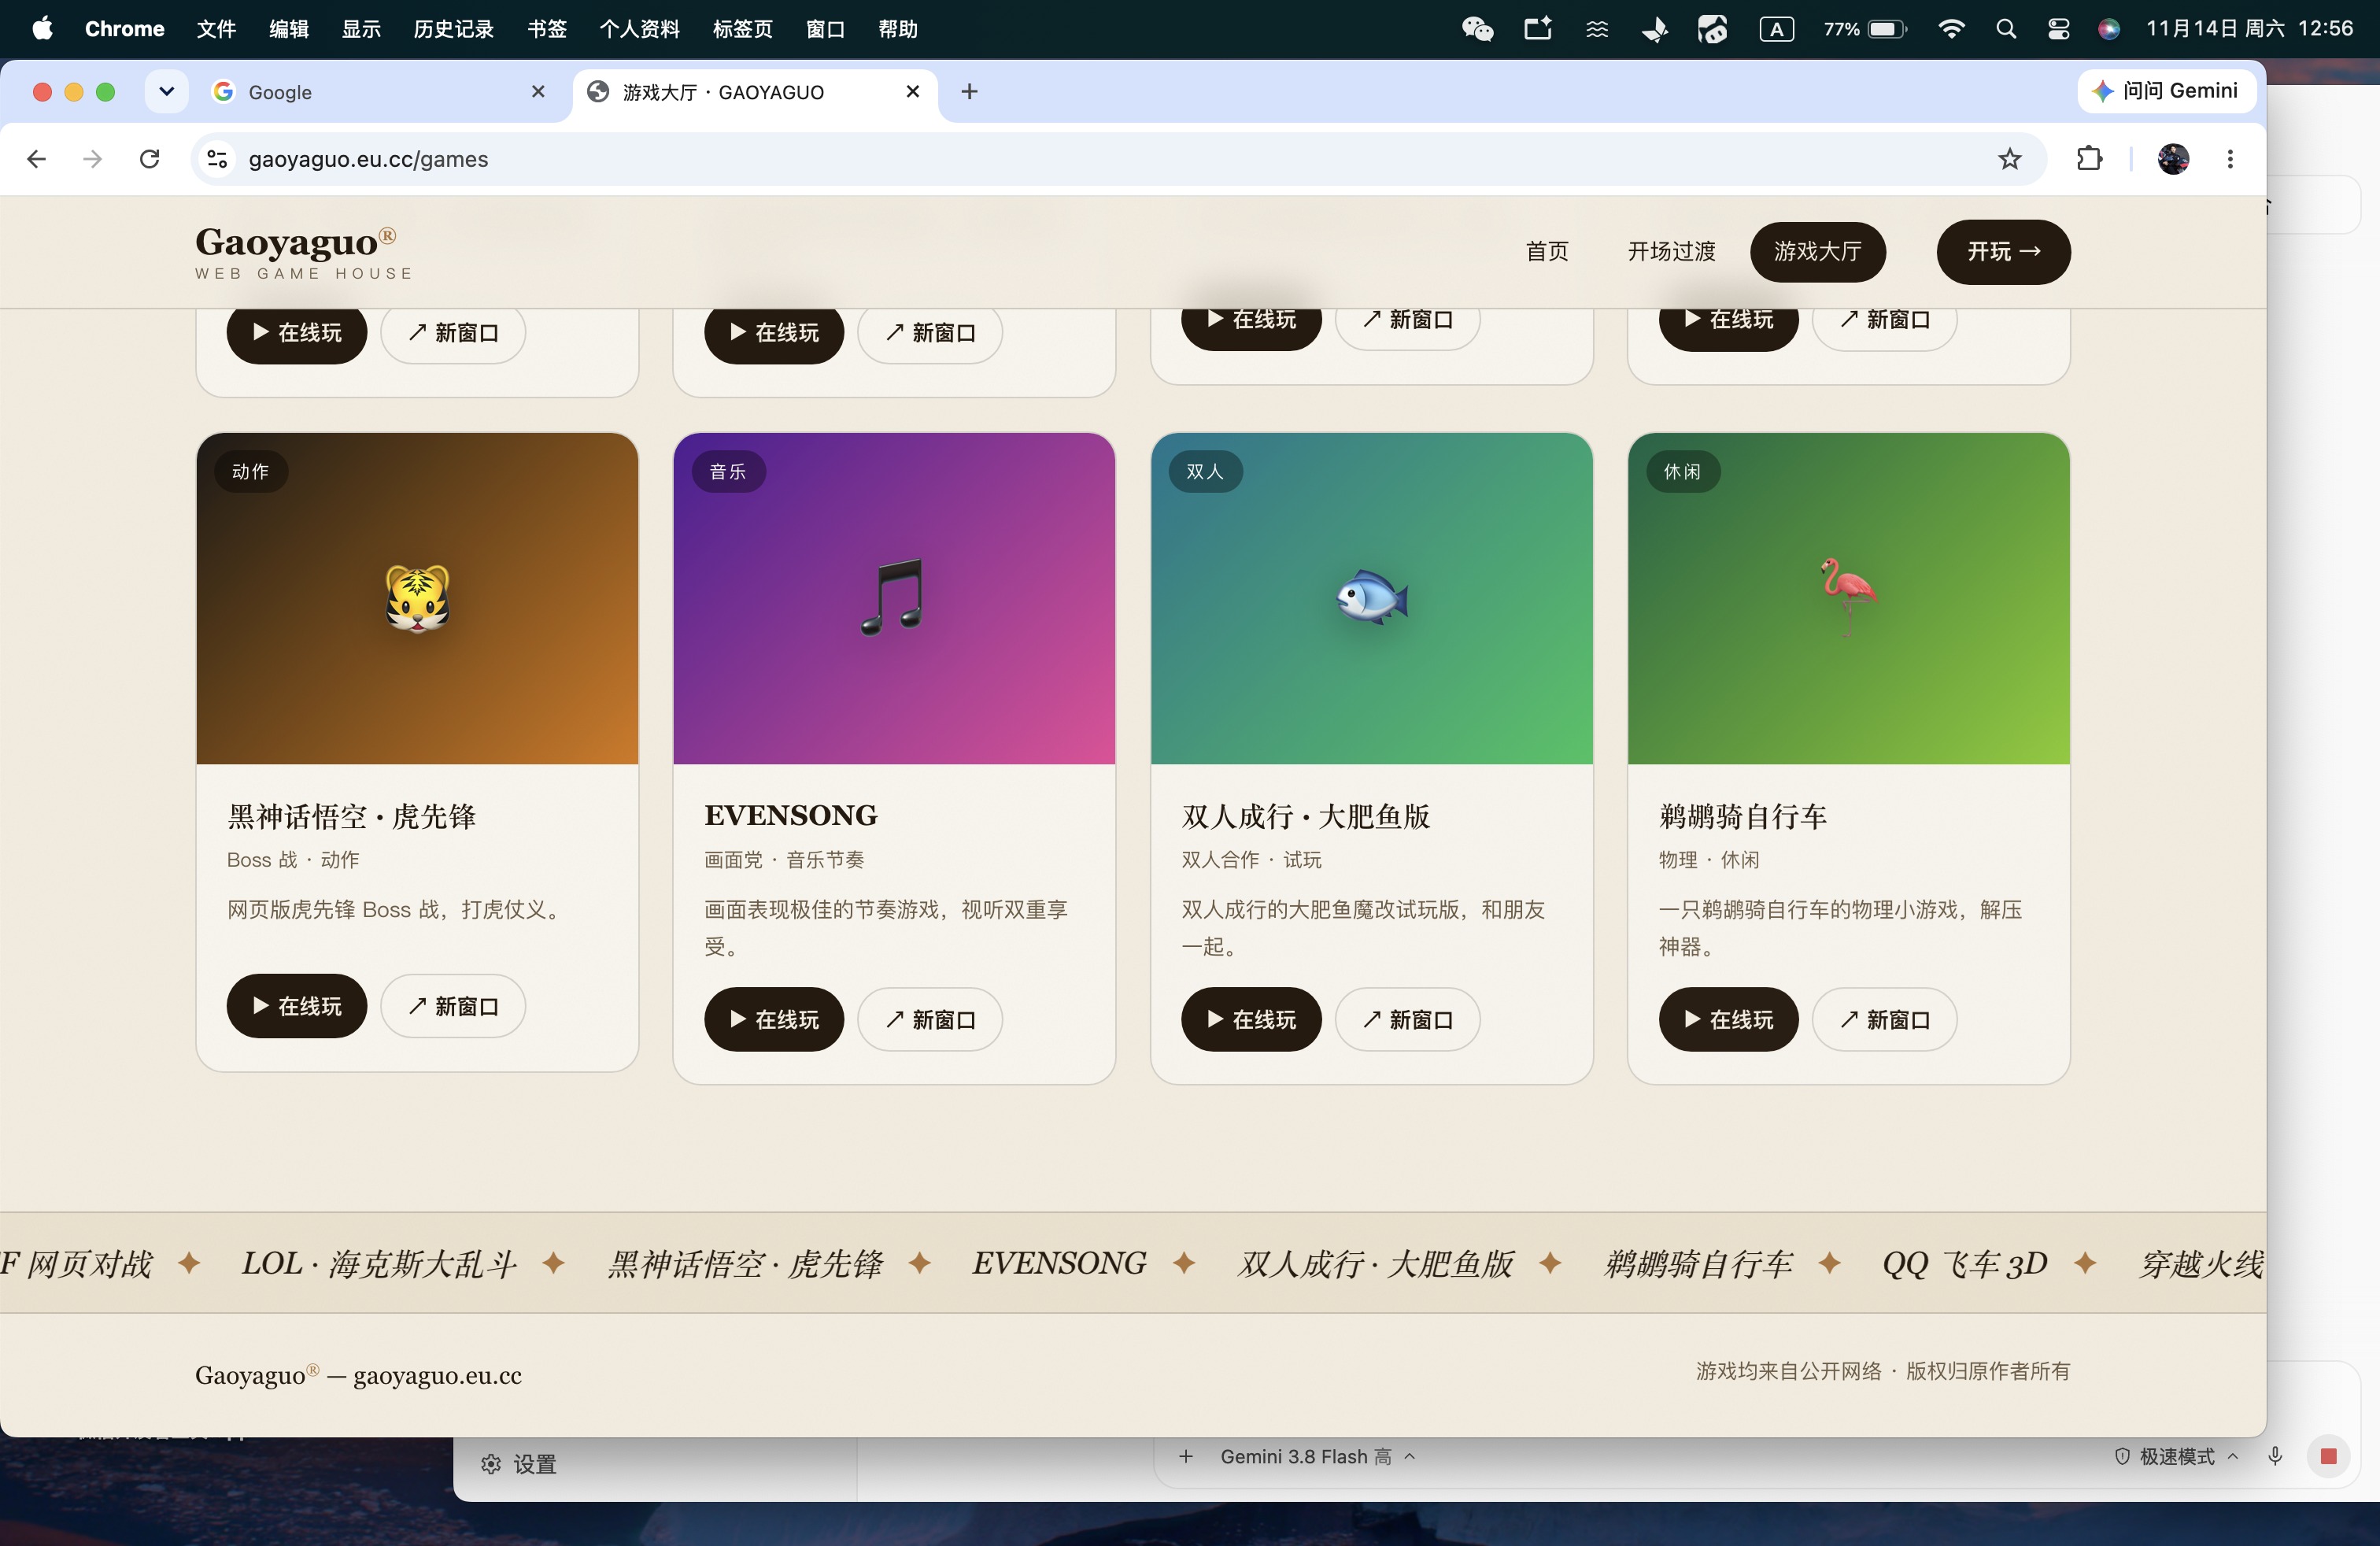 Chrome 文件 编辑 显示 历史记录 书签 个人资料 标签页 窗口 帮助 A 77% 11月14日 周六 12:56
Google 游戏大厅 · GAOYAGUO 问问 Gemini
gaoyaguo.eu.cc/games
Gaoyaguo®
WEB GAME HOUSE
首页 开场过渡 游戏大厅 开玩 →
▶ 在线玩 ↗ 新窗口 ▶ 在线玩 ↗ 新窗口 ▶ 在线玩 ↗ 新窗口 ▶ 在线玩 ↗ 新窗口
动作
黑神话悟空 · 虎先锋
Boss 战 · 动作
网页版虎先锋 Boss 战，打虎仗义。
▶ 在线玩 ↗ 新窗口
音乐
EVENSONG
画面党 · 音乐节奏
画面表现极佳的节奏游戏，视听双重享
受。
▶ 在线玩 ↗ 新窗口
双人
双人成行 · 大肥鱼版
双人合作 · 试玩
双人成行的大肥鱼魔改试玩版，和朋友
一起。
▶ 在线玩 ↗ 新窗口
休闲
鹈鹕骑自行车
物理 · 休闲
一只鹈鹕骑自行车的物理小游戏，解压
神器。
▶ 在线玩 ↗ 新窗口
F 网页对战 ✦ LOL · 海克斯大乱斗 ✦ 黑神话悟空 · 虎先锋 ✦ EVENSONG ✦ 双人成行 · 大肥鱼版 ✦ 鹈鹕骑自行车 ✦ QQ 飞车 3D ✦ 穿越火线
Gaoyaguo® — gaoyaguo.eu.cc
游戏均来自公开网络 · 版权归原作者所有
设置 Gemini 3.8 Flash 高 极速模式